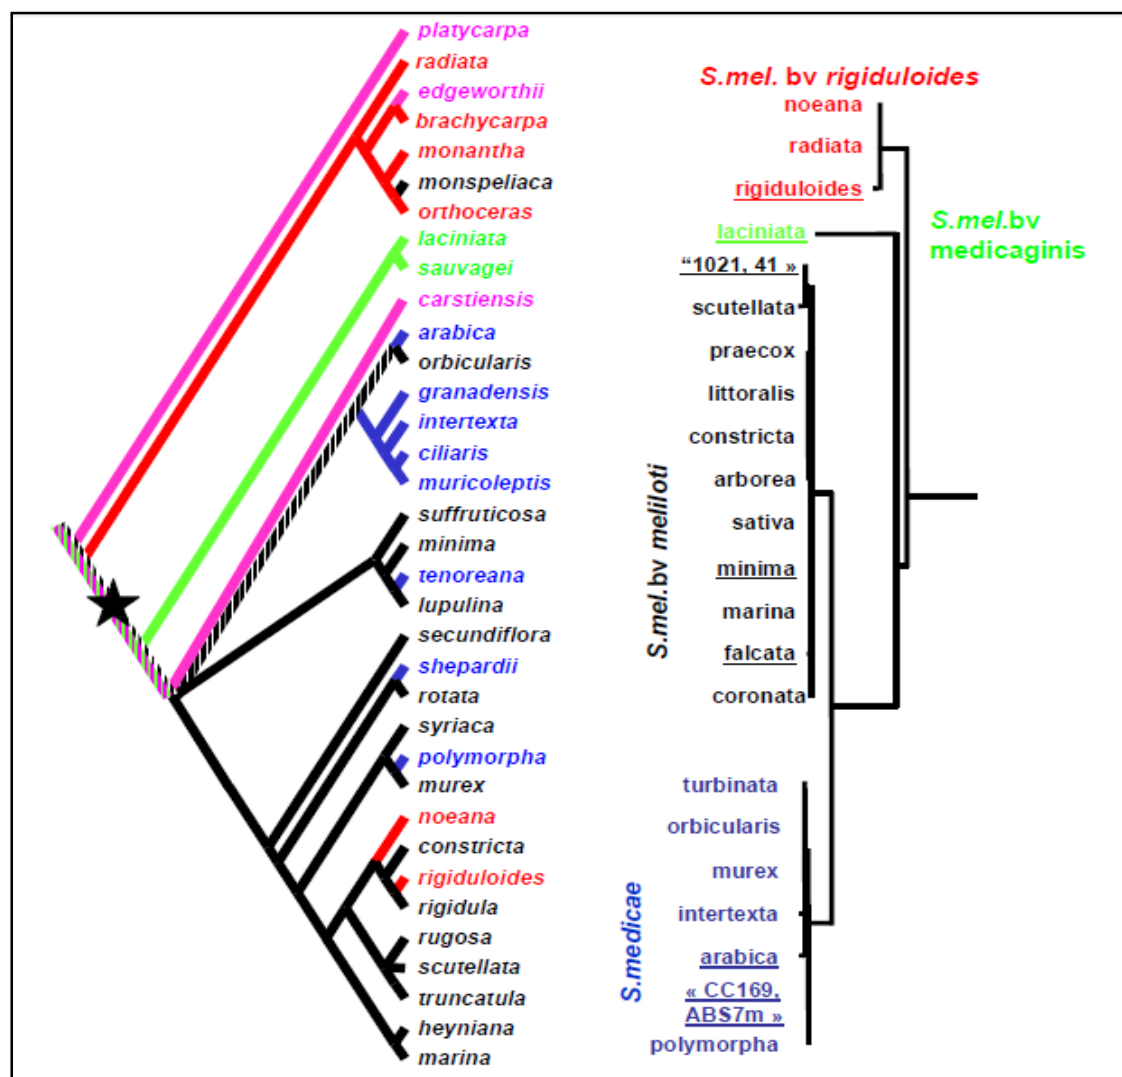 platycarpa
radiata
edgeworthii
brachycarpa
monantha
monspeliaca
orthoceras
laciniata
sauvagei
carstiensis
arabica
orbicularis
granadensis
intertexta
ciliaris
muricoleptis
suffruticosa
minima
tenoreana
lupulina
secundiflora
shepardii
rotata
syriaca
polymorpha
murex
noeana
constricta
rigiduloides
rigidula
rugosa
scutellata
truncatula
heyniana
marina
S.mel. bv rigiduloides
noeana
radiata
rigiduloides
S.mel.bv
medicaginis
laciniata
“1021, 41 »
scutellata
praecox
littoralis
constricta
arborea
sativa
minima
marina
falcata
coronata
S.mel.bv meliloti
turbinata
orbicularis
murex
intertexta
arabica
« CC169,
ABS7m »
polymorpha
S.medicae